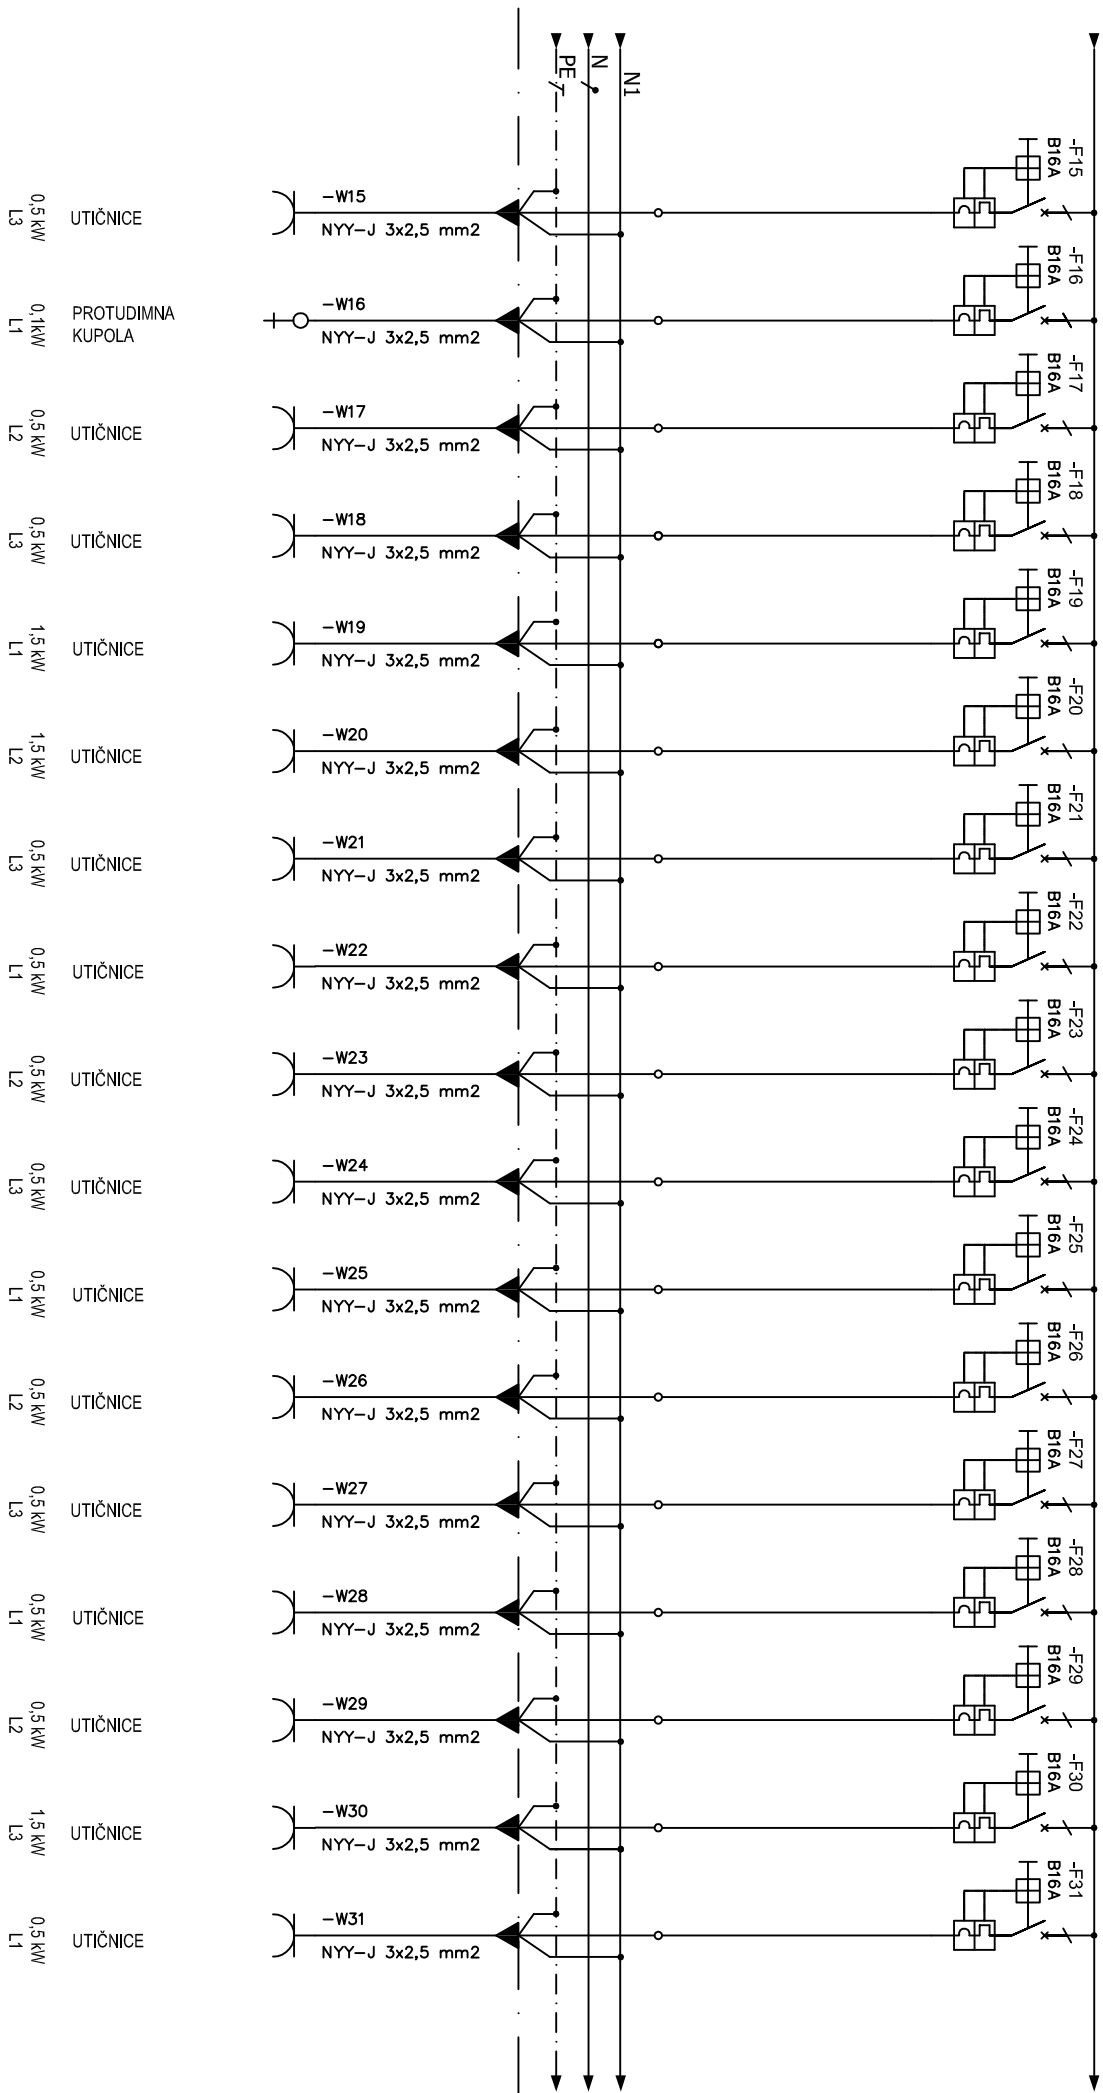 PE
N
N1
-F15
B16A
-W15
NYY-J 3x2,5 mm2
UTIČNICE
0,5 kW
L3
-F16
B16A
-W16
NYY-J 3x2,5 mm2
PROTUDIMNA
KUPOLA
0,1kW
L1
-F17
B16A
-W17
NYY-J 3x2,5 mm2
UTIČNICE
0,5 kW
L2
-F18
B16A
-W18
NYY-J 3x2,5 mm2
UTIČNICE
0,5 kW
L3
-F19
B16A
-W19
NYY-J 3x2,5 mm2
UTIČNICE
1,5 kW
L1
-F20
B16A
-W20
NYY-J 3x2,5 mm2
UTIČNICE
1,5 kW
L2
-F21
B16A
-W21
NYY-J 3x2,5 mm2
UTIČNICE
0,5 kW
L3
-F22
B16A
-W22
NYY-J 3x2,5 mm2
UTIČNICE
0,5 kW
L1
-F23
B16A
-W23
NYY-J 3x2,5 mm2
UTIČNICE
0,5 kW
L2
-F24
B16A
-W24
NYY-J 3x2,5 mm2
UTIČNICE
0,5 kW
L3
-F25
B16A
-W25
NYY-J 3x2,5 mm2
UTIČNICE
0,5 kW
L1
-F26
B16A
-W26
NYY-J 3x2,5 mm2
UTIČNICE
0,5 kW
L2
-F27
B16A
-W27
NYY-J 3x2,5 mm2
UTIČNICE
0,5 kW
L3
-F28
B16A
-W28
NYY-J 3x2,5 mm2
UTIČNICE
0,5 kW
L1
-F29
B16A
-W29
NYY-J 3x2,5 mm2
UTIČNICE
0,5 kW
L2
-F30
B16A
-W30
NYY-J 3x2,5 mm2
UTIČNICE
1,5 kW
L3
-F31
B16A
-W31
NYY-J 3x2,5 mm2
UTIČNICE
0,5 kW
L1